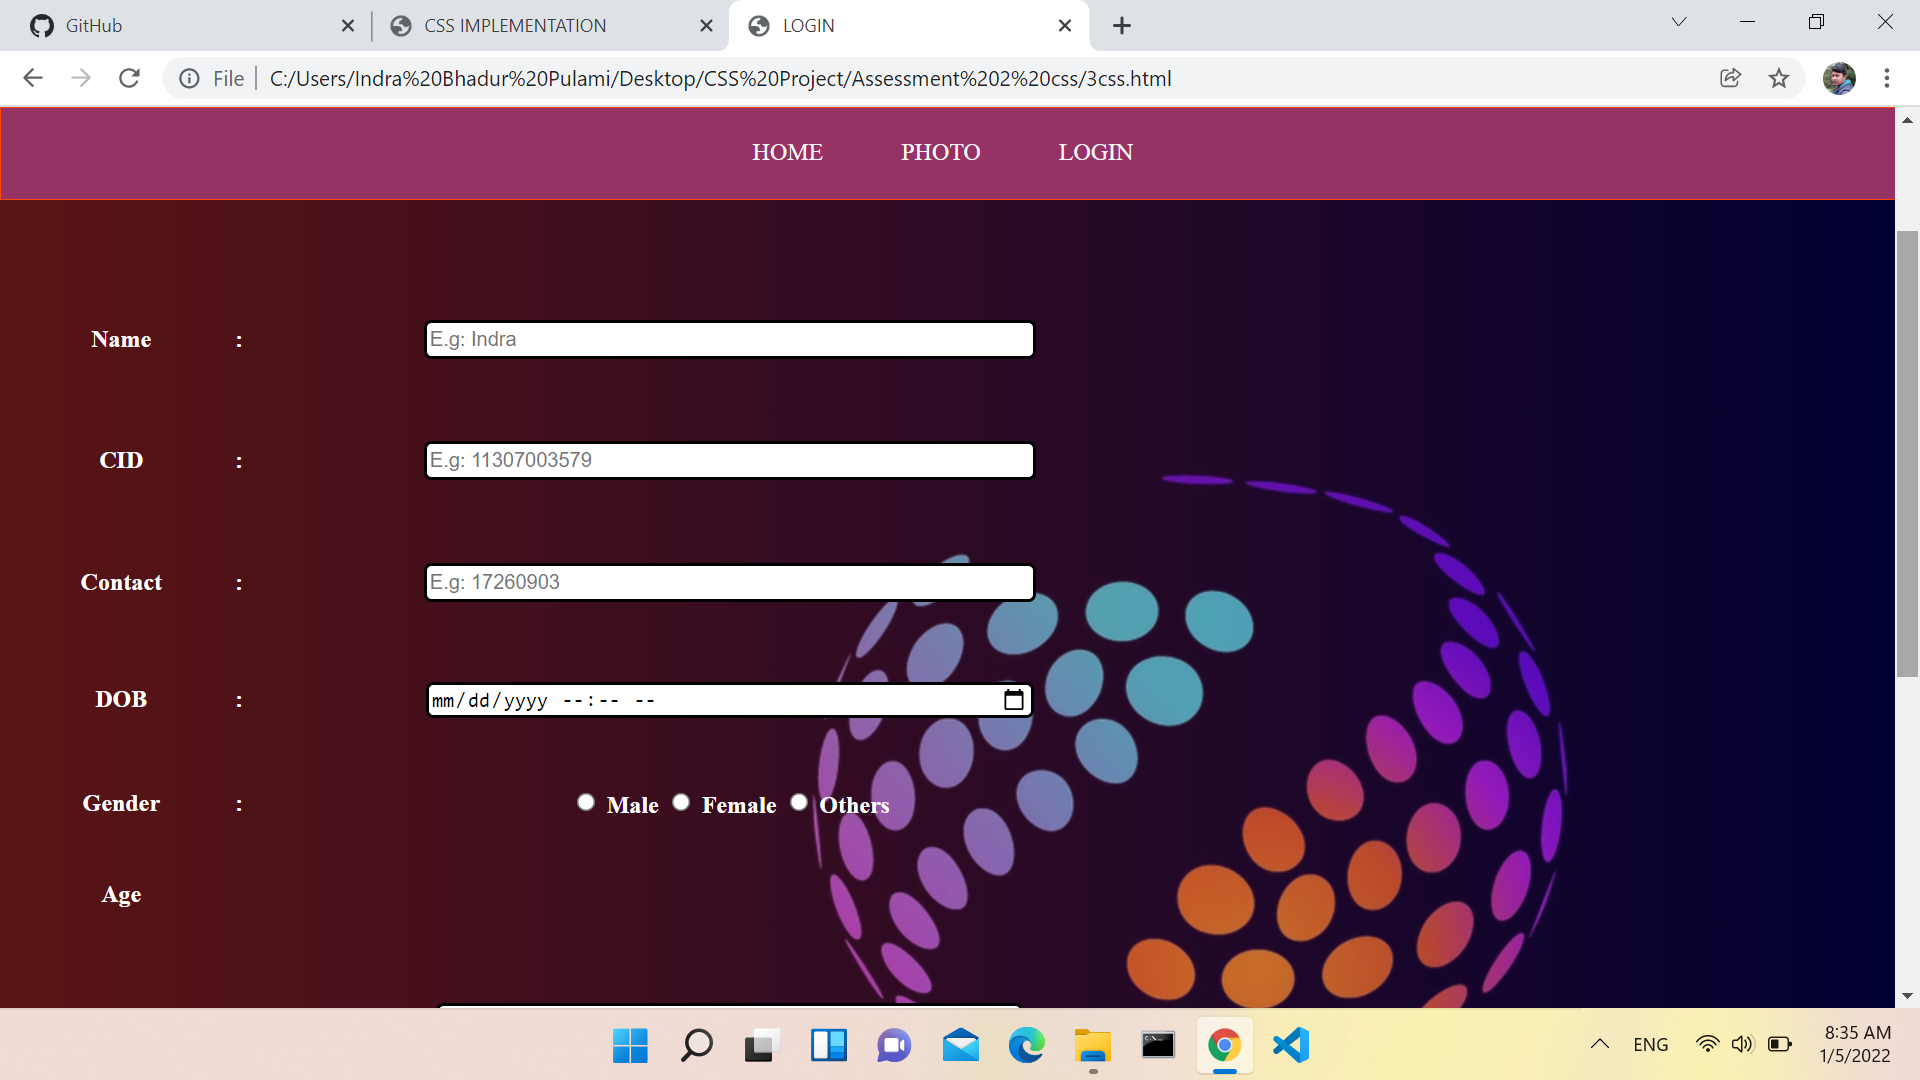 GitHub CSS IMPLEMENTATION LOGIN
File C:/Users/Indra%20Bhadur%20Pulami/Desktop/CSS%20Project/Assessment%202%20css/3css.html
HOME PHOTO LOGIN
Name : E.g: Indra
CID : E.g: 11307003579
Contact : E.g: 17260903
DOB : mm/dd/yyyy --:-- --
Gender : Male Female Others
Age
ENG
8:35 AM
1/5/2022